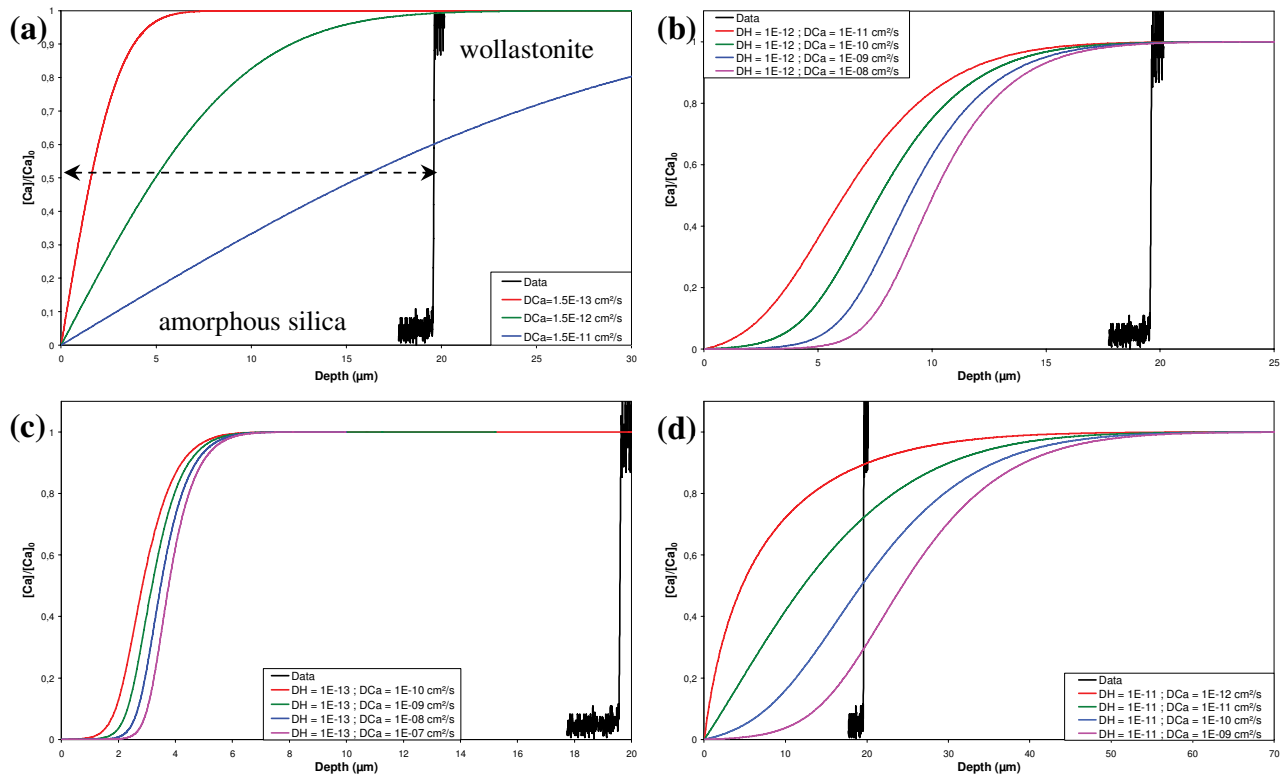 (a)
[Ca]/[Ca]₀
1
0,9
0,8
0,7
0,6
0,5
0,4
0,3
0,2
0,1
0
wollastonite
amorphous silica
Data
DCa=1.5E-13 cm²/s
DCa=1.5E-12 cm²/s
DCa=1.5E-11 cm²/s
0 5 10 15 20 25 30
Depth (µm)
(b)
Data
DH = 1E-12 ; DCa = 1E-11 cm²/s
DH = 1E-12 ; DCa = 1E-10 cm²/s
DH = 1E-12 ; DCa = 1E-09 cm²/s
DH = 1E-12 ; DCa = 1E-08 cm²/s
[Ca]/[Ca]₀
1
0,8
0,6
0,4
0,2
0
0 5 10 15 20 25
Depth (µm)
(c)
[Ca]/[Ca]₀
1
0,8
0,6
0,4
0,2
0
Data
DH = 1E-13 ; DCa = 1E-10 cm²/s
DH = 1E-13 ; DCa = 1E-09 cm²/s
DH = 1E-13 ; DCa = 1E-08 cm²/s
DH = 1E-13 ; DCa = 1E-07 cm²/s
0 2 4 6 8 10 12 14 16 18 20
Depth (µm)
(d)
[Ca]/[Ca]₀
1
0,8
0,6
0,4
0,2
0
Data
DH = 1E-11 ; DCa = 1E-12 cm²/s
DH = 1E-11 ; DCa = 1E-11 cm²/s
DH = 1E-11 ; DCa = 1E-10 cm²/s
DH = 1E-11 ; DCa = 1E-09 cm²/s
0 10 20 30 40 50 60 70
Depth (µm)